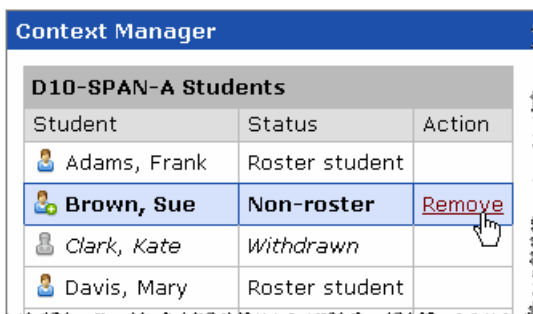 Context Manager
D10-SPAN-A Students
Student Status Action
Adams, Frank Roster student
Brown, Sue Non-roster Remove
Clark, Kate Withdrawn
Davis, Mary Roster student